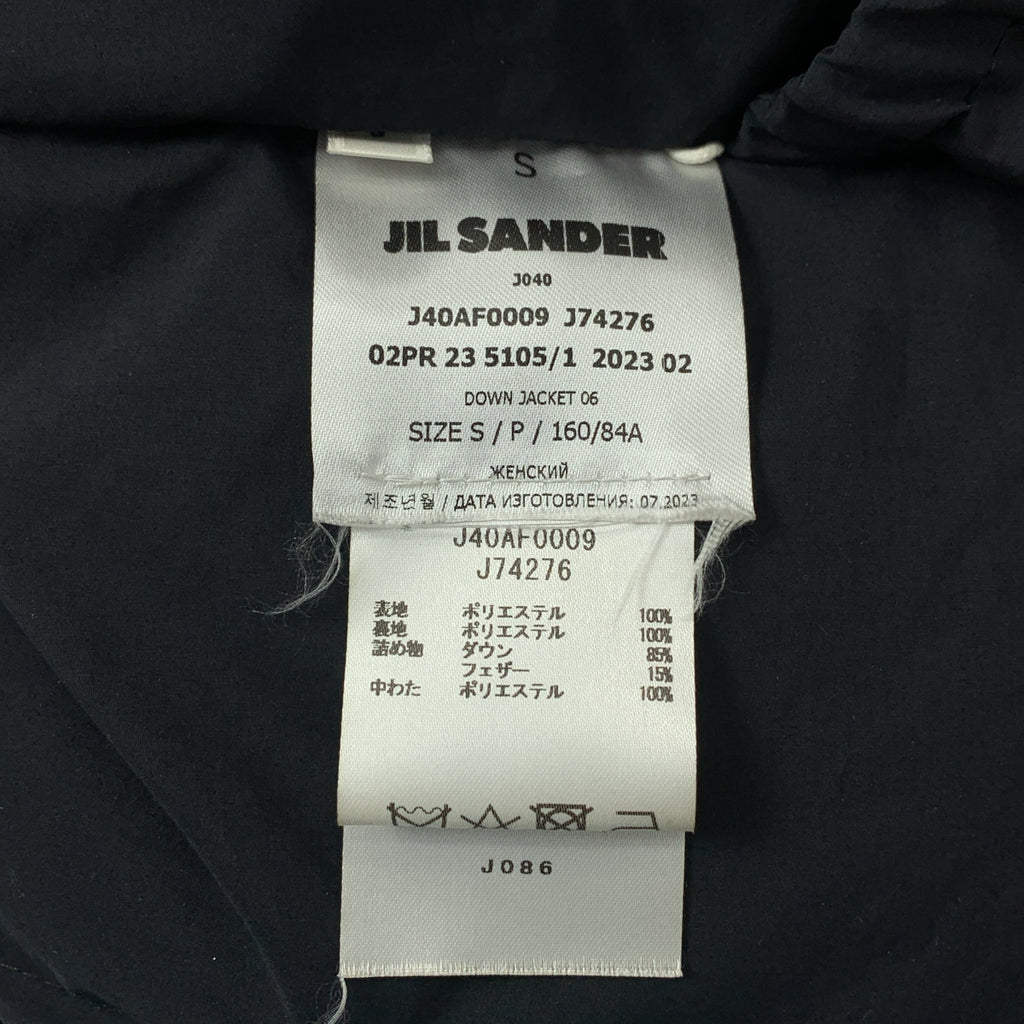 S
JIL SANDER
J040
J40AF0009 J74276
02PR 23 5105/1 2023 02
DOWN JACKET 06
SIZE S / P / 160/84A
ЖЕНСКИЙ
제조년월 / ДАТА ИЗГОТОВЛЕНИЯ: 07.2023
J40AF0009
J74276
表地 ポリエステル 100%
裏地 ポリエステル 100%
詰め物 ダウン 85%
フェザー 15%
中わた ポリエステル 100%
J086